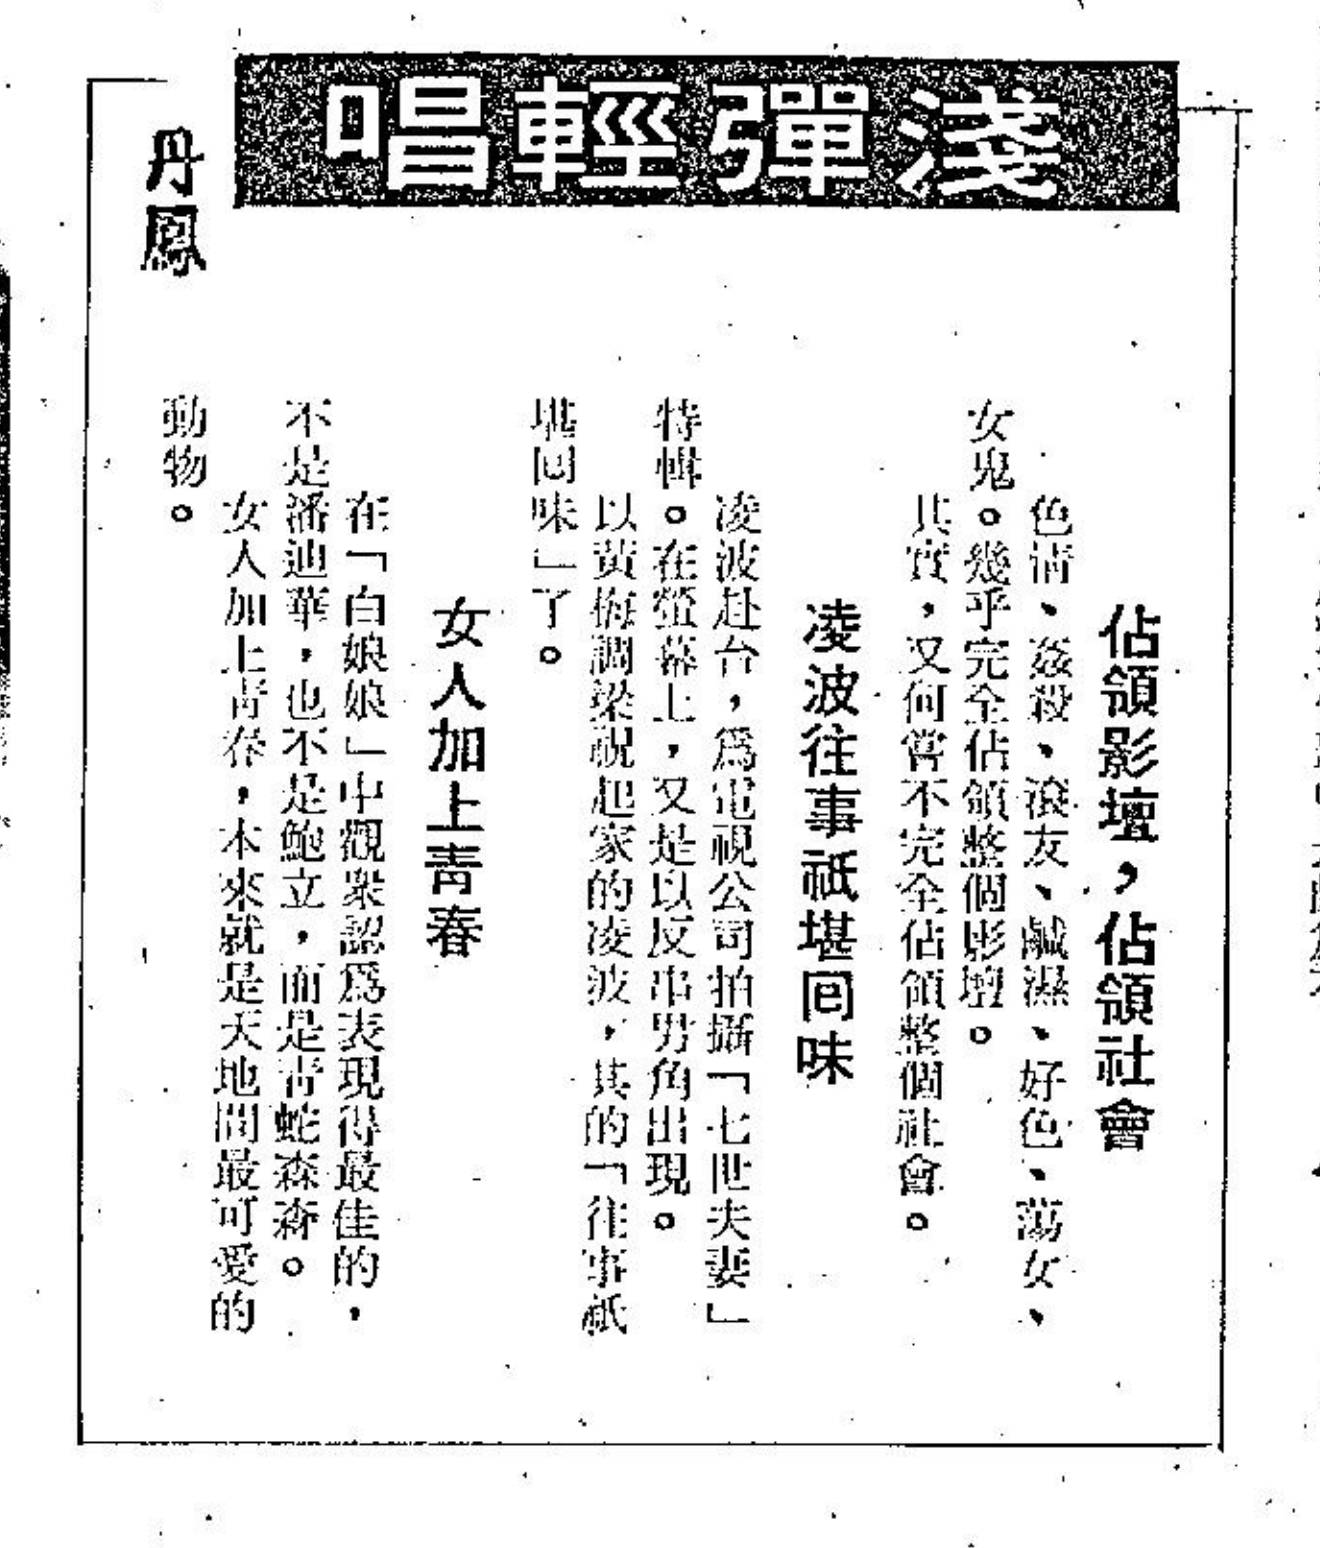 淺彈輕唱
丹鳳
佔領影壇，佔領社會
色情、姦殺、滾友、鹹濕、好色、蕩女、
女鬼。幾乎完全佔領整個影壇。
其實，又何嘗不完全佔領整個社會。
凌波往事祇堪回味
凌波赴台，爲電視公司拍攝「七世夫妻」
特輯。在螢幕上，又是以反串男角出現。
以黃梅調梁祝起家的凌波，其的「往事祇
堪回味」了。
女人加上青春
在「白娘娘」中觀衆認爲表現得最佳的，
不是潘迪華，也不是鮑立，而是青蛇森森。
女人加上青春，本來就是天地間最可愛的
動物。